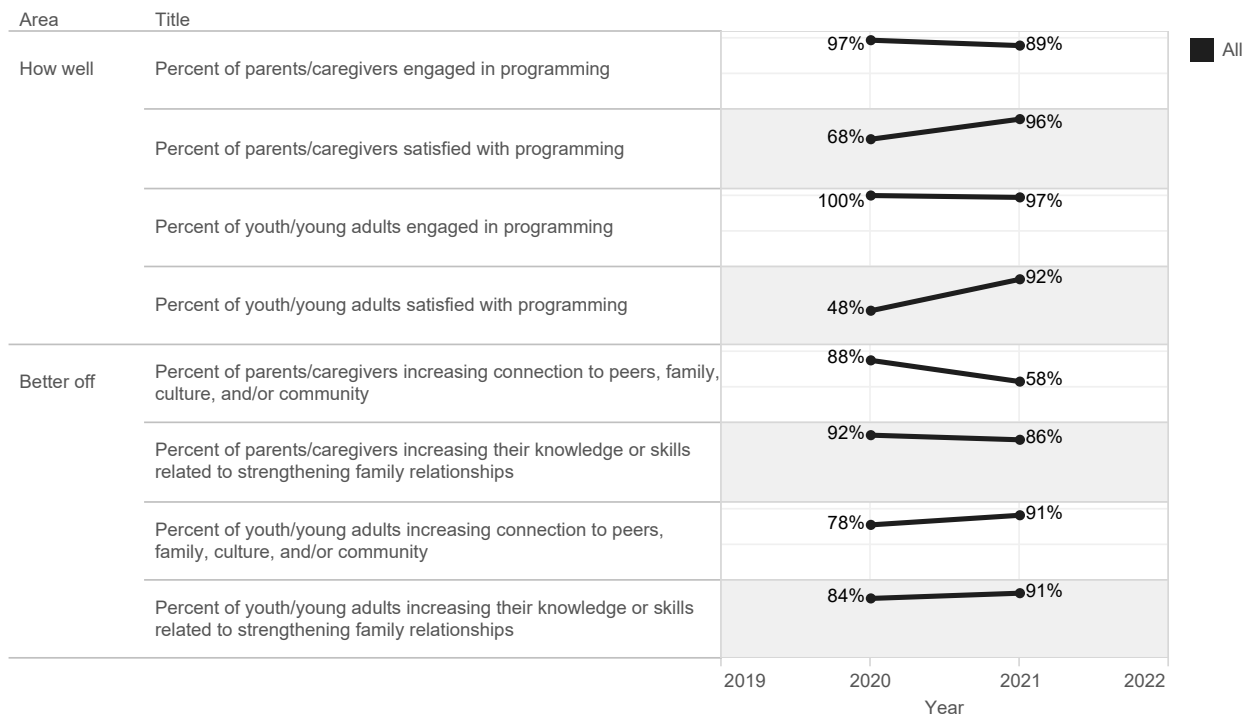 Area Title
All
How well Percent of parents/caregivers engaged in programming 97% 89%
Percent of parents/caregivers satisfied with programming 68% 96%
Percent of youth/young adults engaged in programming 100% 97%
Percent of youth/young adults satisfied with programming 48% 92%
Better off Percent of parents/caregivers increasing connection to peers, family, 88% 58%
culture, and/or community
Percent of parents/caregivers increasing their knowledge or skills 92% 86%
related to strengthening family relationships
Percent of youth/young adults increasing connection to peers, 78% 91%
family, culture, and/or community
Percent of youth/young adults increasing their knowledge or skills 84% 91%
related to strengthening family relationships
2019 2020 2021 2022
Year